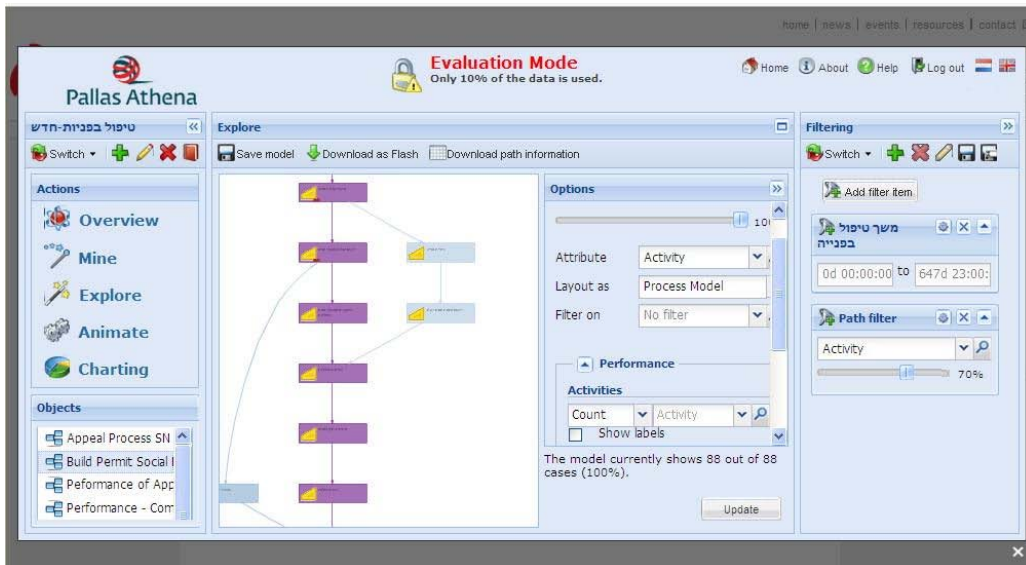 home | news | events | resources | contact
Pallas Athena
Evaluation Mode
Only 10% of the data is used.
Home About Help Log out
טיפול בפניות-חדש
Switch
Actions
Overview
Mine
Explore
Animate
Charting
Objects
Appeal Process SN
Build Permit Social
Peformance of App
Performance - Com
Explore
Save model Download as Flash Download path information
Options
Attribute Activity
Layout as Process Model
Filter on No filter
Performance
Activities
Count Activity
Show labels
The model currently shows 88 out of 88
cases (100%).
Update
Filtering
Switch
Add filter item
משך טיפול
בפנייה
0d 00:00:00 to 647d 23:00:
Path filter
Activity
70%